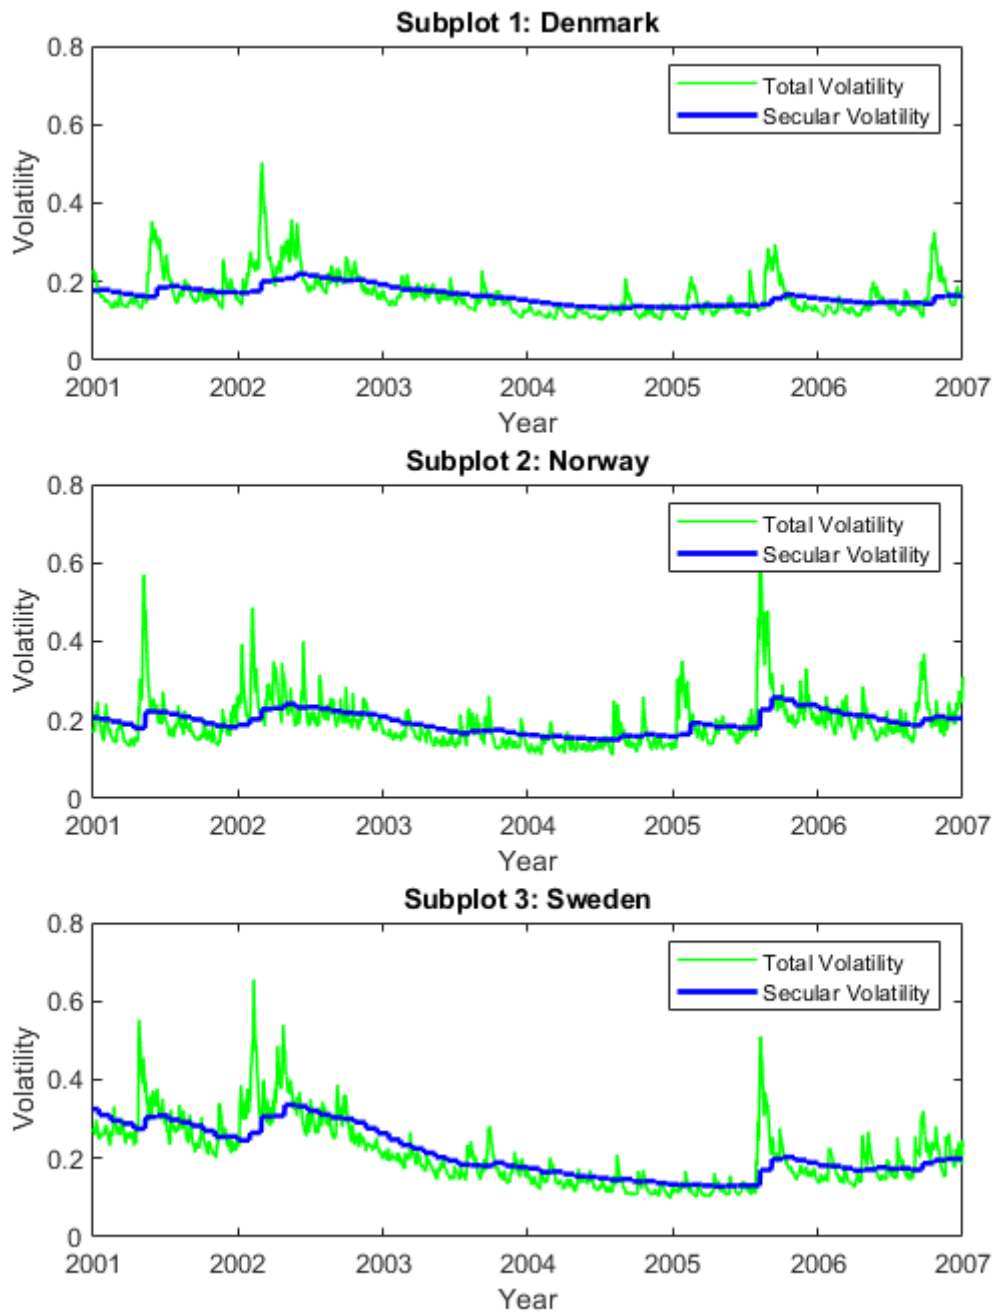 Subplot 1: Denmark
0.8
Total Volatility
Secular Volatility
0.6
0.4
0.2
0
Volatility
2001 2002 2003 2004 2005 2006 2007
Year
Subplot 2: Norway
0.8
Total Volatility
Secular Volatility
0.6
0.4
0.2
0
Volatility
2001 2002 2003 2004 2005 2006 2007
Year
Subplot 3: Sweden
0.8
Total Volatility
Secular Volatility
0.6
0.4
0.2
0
Volatility
2001 2002 2003 2004 2005 2006 2007
Year